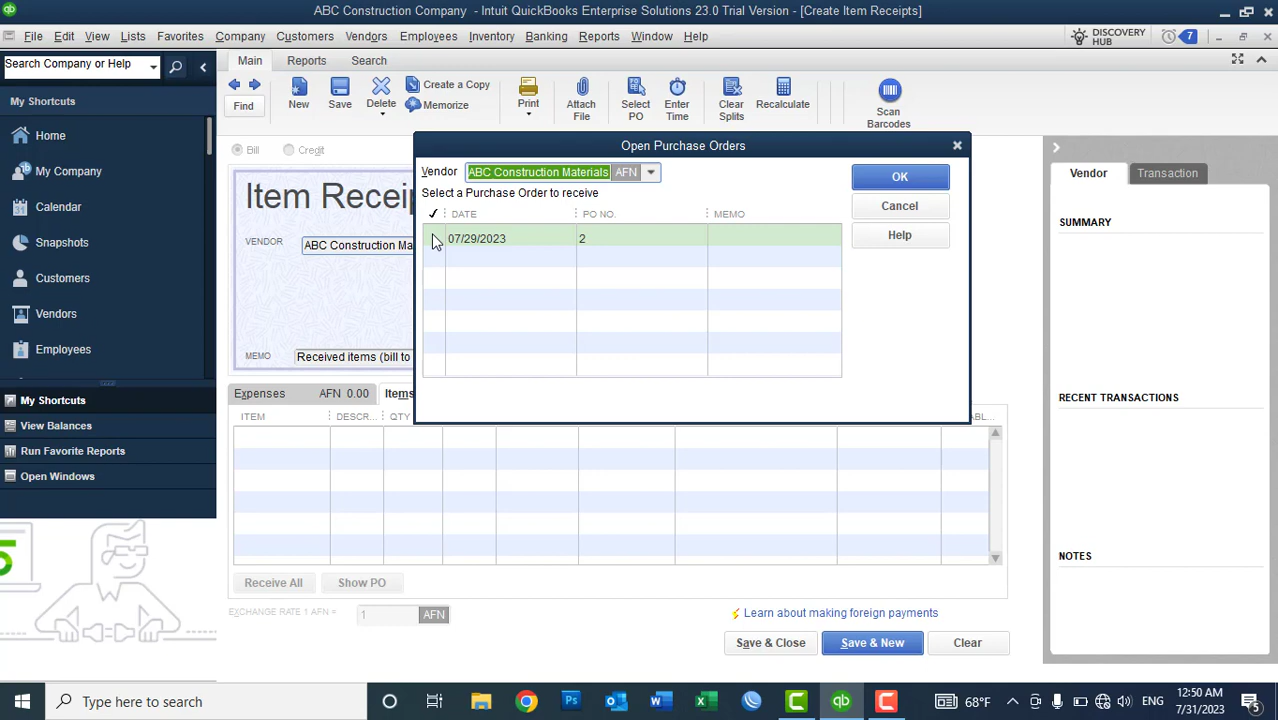 ABC Construction Company - Intuit QuickBooks Enterprise Solutions 23.0 Trial Version - [Create Item Receipts]
File Edit View Lists Favorites Company Customers Vendors Employees Inventory Banking Reports Window Help
DISCOVERY HUB
7
Search Company or Help
Main Reports Search
My Shortcuts
Find
New
Save
Delete
Create a Copy
Memorize
Print
Attach File
Select PO
Enter Time
Clear Splits
Recalculate
Scan Barcodes
Home
My Company
Calendar
Snapshots
Customers
Vendors
Employees
My Shortcuts
View Balances
Run Favorite Reports
Open Windows
Bill
Credit
Item Receip
VENDOR ABC Construction Ma
MEMO Received items (bill to
Open Purchase Orders
Vendor ABC Construction Materials AFN
Select a Purchase Order to receive
✓ DATE PO NO. MEMO
07/29/2023 2
OK
Cancel
Help
Expenses AFN 0.00 Items
ITEM DESCR... QTY ABL...
Receive All Show PO
EXCHANGE RATE 1 AFN = 1 AFN
Learn about making foreign payments
Save & Close Save & New Clear
Vendor Transaction
SUMMARY
RECENT TRANSACTIONS
NOTES
Type here to search
68°F
ENG
12:50 AM
7/31/2023
5